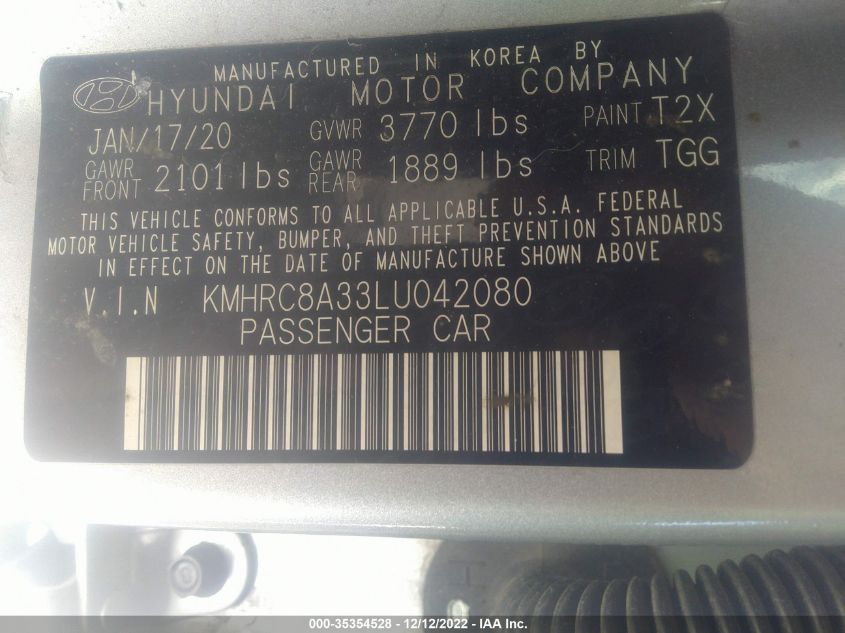 MANUFACTURED IN KOREA BY
HYUNDAI MOTOR COMPANY
JAN/17/20 GVWR 3770 lbs PAINT T2X
GAWR FRONT 2101 lbs GAWR REAR 1889 lbs TRIM TGG
THIS VEHICLE CONFORMS TO ALL APPLICABLE U.S.A. FEDERAL
MOTOR VEHICLE SAFETY, BUMPER, AND THEFT PREVENTION STANDARDS
IN EFFECT ON THE DATE OF MANUFACTURE SHOWN ABOVE
V.I.N KMHRC8A33LU042080
PASSENGER CAR
000-35354528 - 12/12/2022 - IAA Inc.